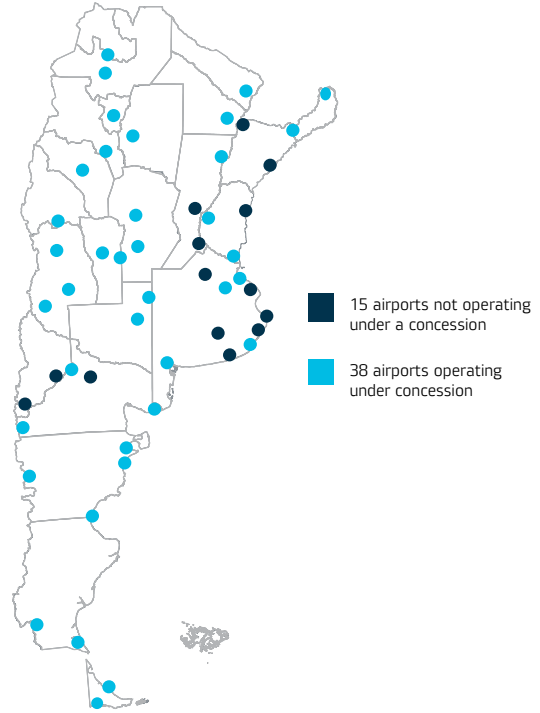 15 airports not operating
under a concession
38 airports operating
under concession